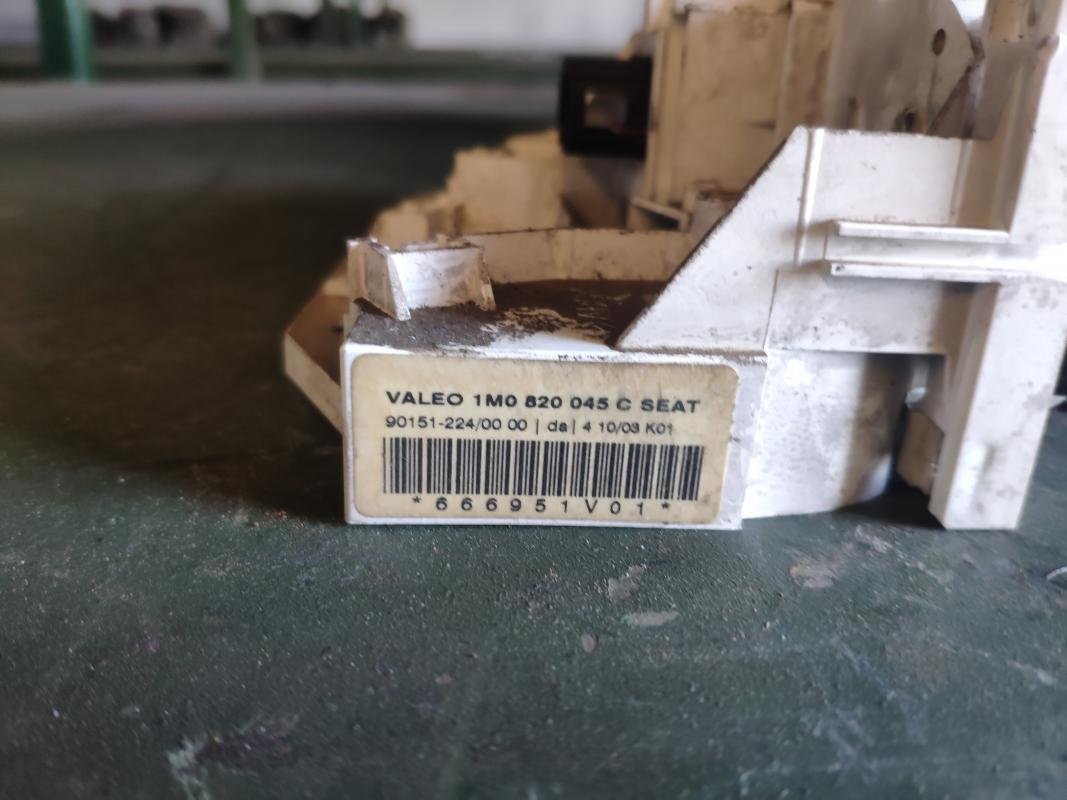 VALEO 1M0 820 045 C SEAT
90151-224/00 00 | da | 4 10/03 K01
*666951V01*